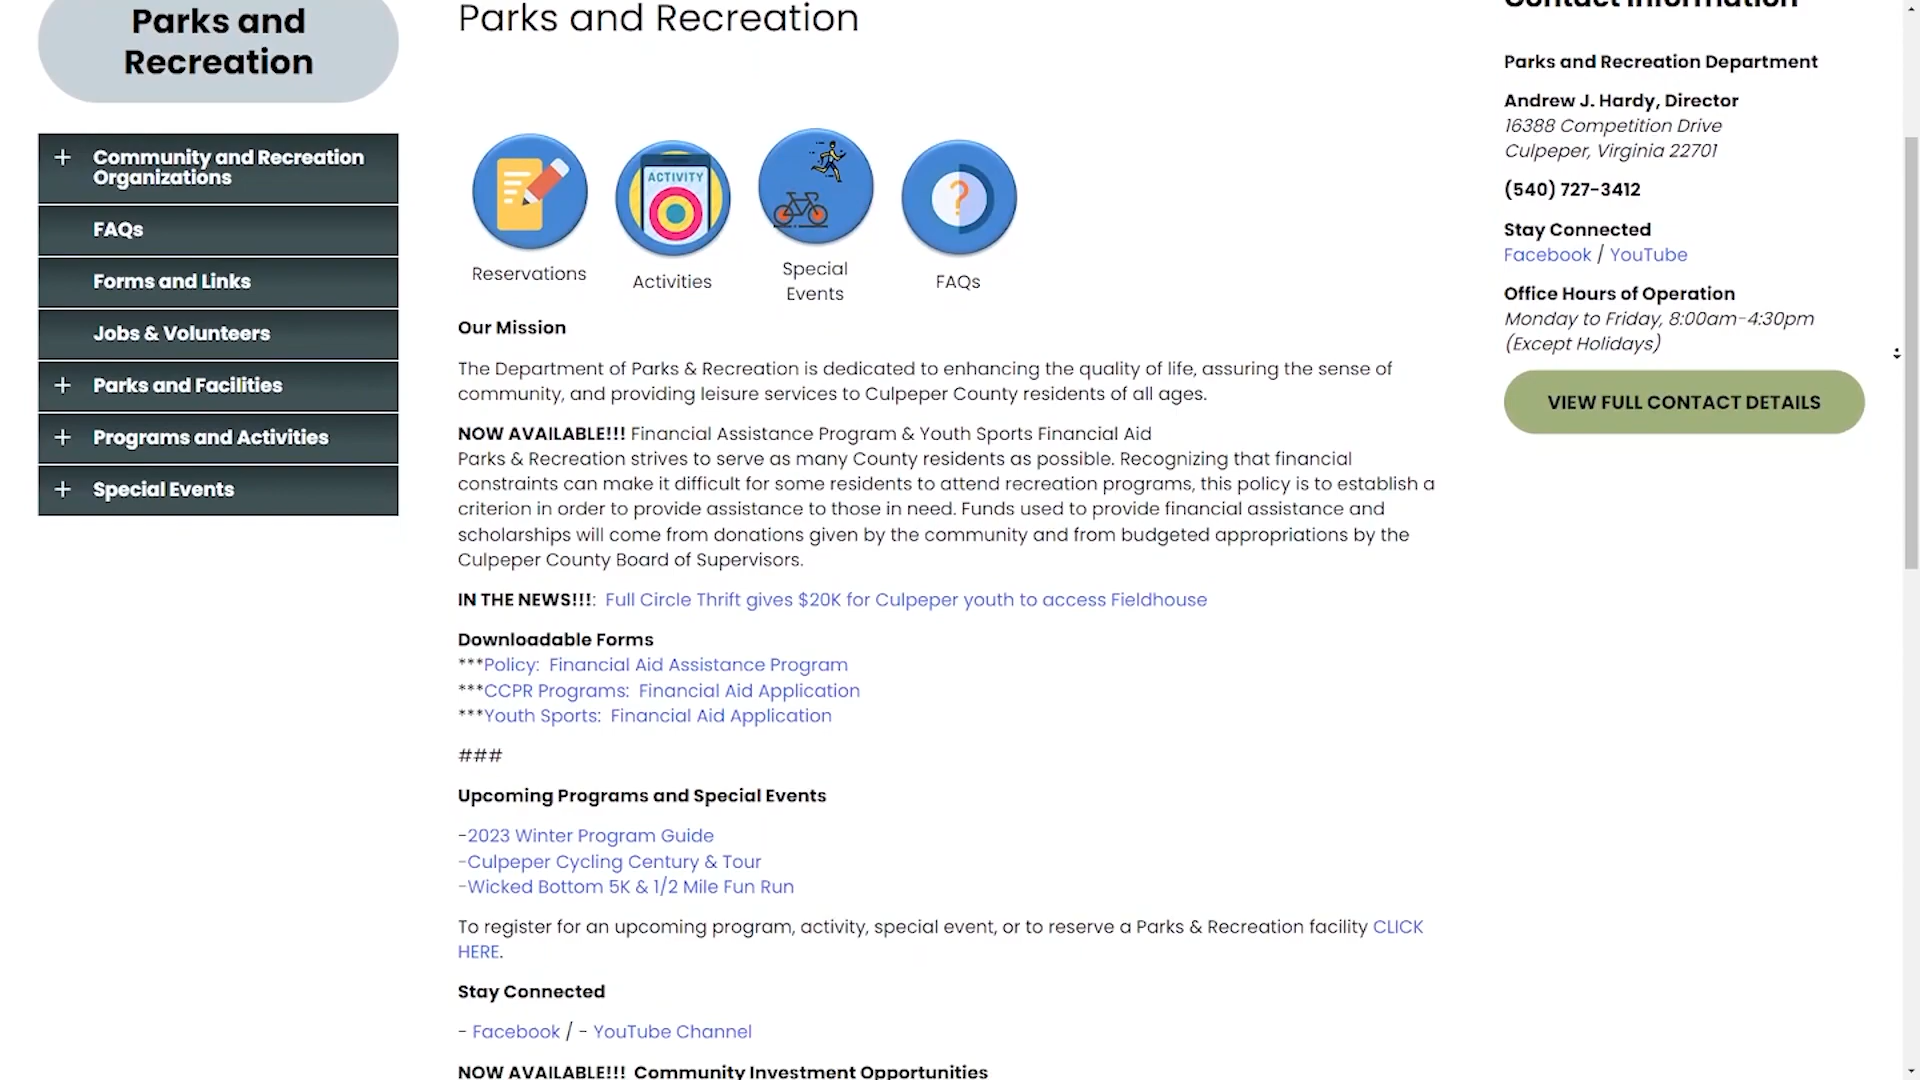 Parks and
Recreation
Community and Recreation
Organizations
FAQs
Forms and Links
Jobs & Volunteers
Parks and Facilities
Programs and Activities
Special Events
Parks and Recreation
ACTIVITY
Reservations
Activities
Special
Events
FAQs
Our Mission
The Department of Parks & Recreation is dedicated to enhancing the quality of life, assuring the sense of
community, and providing leisure services to Culpeper County residents of all ages.
NOW AVAILABLE!!! Financial Assistance Program & Youth Sports Financial Aid
Parks & Recreation strives to serve as many County residents as possible. Recognizing that financial
constraints can make it difficult for some residents to attend recreation programs, this policy is to establish a
criterion in order to provide assistance to those in need. Funds used to provide financial assistance and
scholarships will come from donations given by the community and from budgeted appropriations by the
Culpeper County Board of Supervisors.
IN THE NEWS!!!: Full Circle Thrift gives $20K for Culpeper youth to access Fieldhouse
Downloadable Forms
***Policy: Financial Aid Assistance Program
***CCPR Programs: Financial Aid Application
***Youth Sports: Financial Aid Application
###
Upcoming Programs and Special Events
-2023 Winter Program Guide
-Culpeper Cycling Century & Tour
-Wicked Bottom 5K & 1/2 Mile Fun Run
To register for an upcoming program, activity, special event, or to reserve a Parks & Recreation facility CLICK
HERE.
Stay Connected
- Facebook / - YouTube Channel
NOW AVAILABLE!!! Community Investment Opportunities
Contact Information
Parks and Recreation Department
Andrew J. Hardy, Director
16388 Competition Drive
Culpeper, Virginia 22701
(540) 727-3412
Stay Connected
Facebook / YouTube
Office Hours of Operation
Monday to Friday, 8:00am-4:30pm
(Except Holidays)
VIEW FULL CONTACT DETAILS